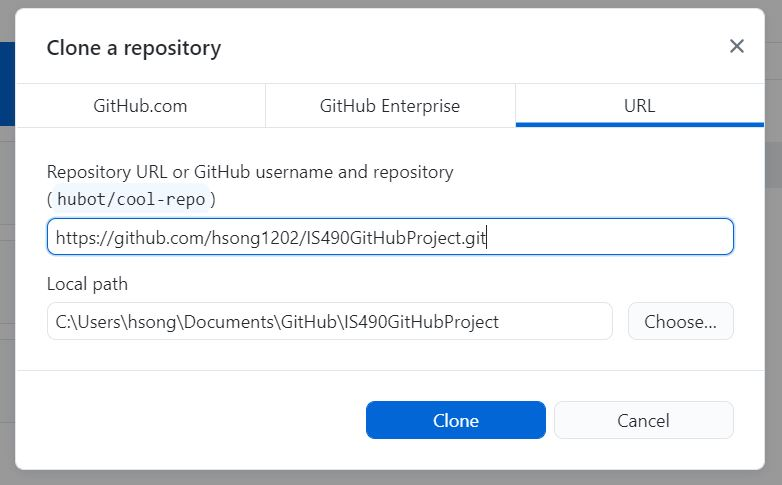 Clone a repository
GitHub.com
GitHub Enterprise
URL
Repository URL or GitHub username and repository
(hubot/cool-repo)
https://github.com/hsong1202/IS490GitHubProject.git
Local path
C:\Users\hsong\Documents\GitHub\IS490GitHubProject
Choose...
Clone
Cancel